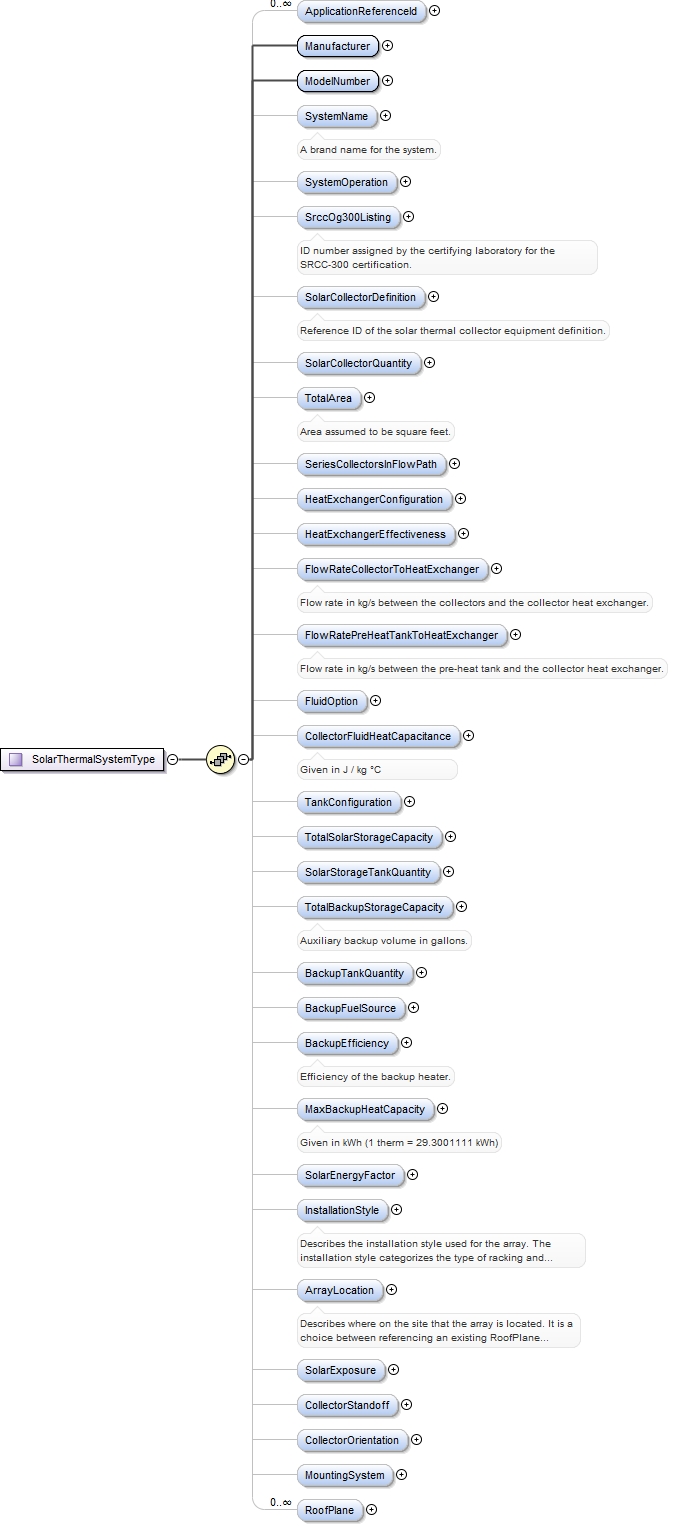 0..∞
ApplicationReferenceId
Manufacturer
ModelNumber
SystemName
A brand name for the system.
SystemOperation
SrccOg300Listing
ID number assigned by the certifying laboratory for the
SRCC-300 certification.
SolarCollectorDefinition
Reference ID of the solar thermal collector equipment definition.
SolarCollectorQuantity
TotalArea
Area assumed to be square feet.
SeriesCollectorsInFlowPath
HeatExchangerConfiguration
HeatExchangerEffectiveness
FlowRateCollectorToHeatExchanger
Flow rate in kg/s between the collectors and the collector heat exchanger.
FlowRatePreHeatTankToHeatExchanger
Flow rate in kg/s between the pre-heat tank and the collector heat exchanger.
FluidOption
CollectorFluidHeatCapacitance
SolarThermalSystemType
Given in J / kg °C
TankConfiguration
TotalSolarStorageCapacity
SolarStorageTankQuantity
TotalBackupStorageCapacity
Auxiliary backup volume in gallons.
BackupTankQuantity
BackupFuelSource
BackupEfficiency
Efficiency of the backup heater.
MaxBackupHeatCapacity
Given in kWh (1 therm = 29.3001111 kWh)
SolarEnergyFactor
InstallationStyle
Describes the installation style used for the array. The
installation style categorizes the type of racking and...
ArrayLocation
Describes where on the site that the array is located. It is a
choice between referencing an existing RoofPlane...
SolarExposure
CollectorStandoff
CollectorOrientation
MountingSystem
0..∞
RoofPlane